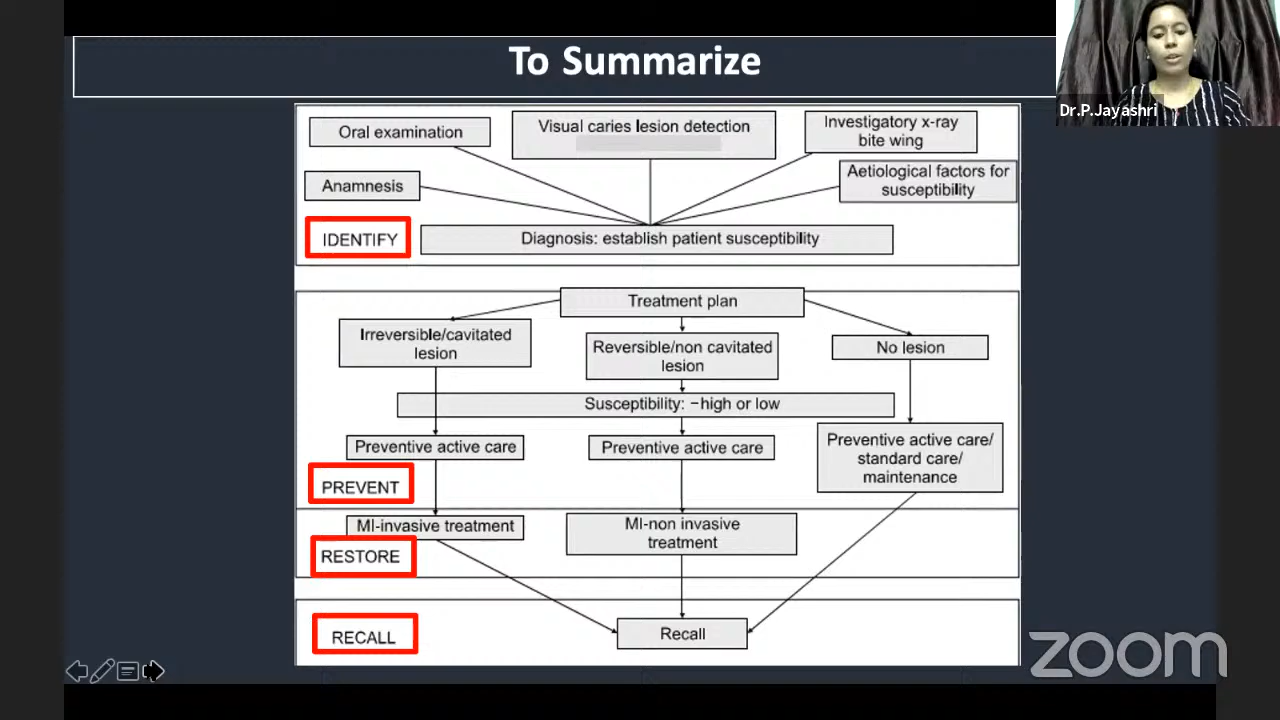 To Summarize
Dr.P.Jayashri
Oral examination
Visual caries lesion detection
Investigatory x-ray
bite wing
Anamnesis
Aetiological factors for
susceptibility
IDENTIFY
Diagnosis: establish patient susceptibility
Treatment plan
Irreversible/cavitated
lesion
Reversible/non cavitated
lesion
No lesion
Susceptibility: −high or low
Preventive active care
Preventive active care
Preventive active care/
standard care/
maintenance
PREVENT
MI-invasive treatment
MI-non invasive
treatment
RESTORE
RECALL
Recall
zoom